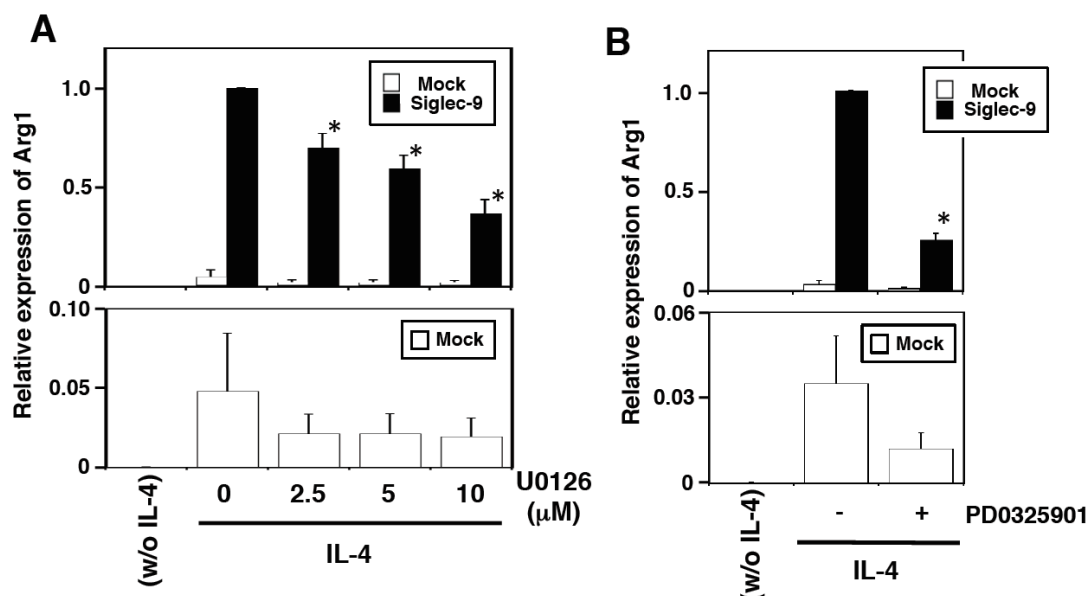 A
Relative expression of Arg1
1.0
0.5
0
Mock
Siglec-9
*
*
*
0.10
0.05
0.00
Mock
(w/o IL-4)
0
2.5
5
10
U0126
(μM)
IL-4
B
Relative expression of Arg1
1.0
0.5
0
Mock
Siglec-9
*
0.06
0.03
0
Mock
(w/o IL-4)
-
+
PD0325901
IL-4